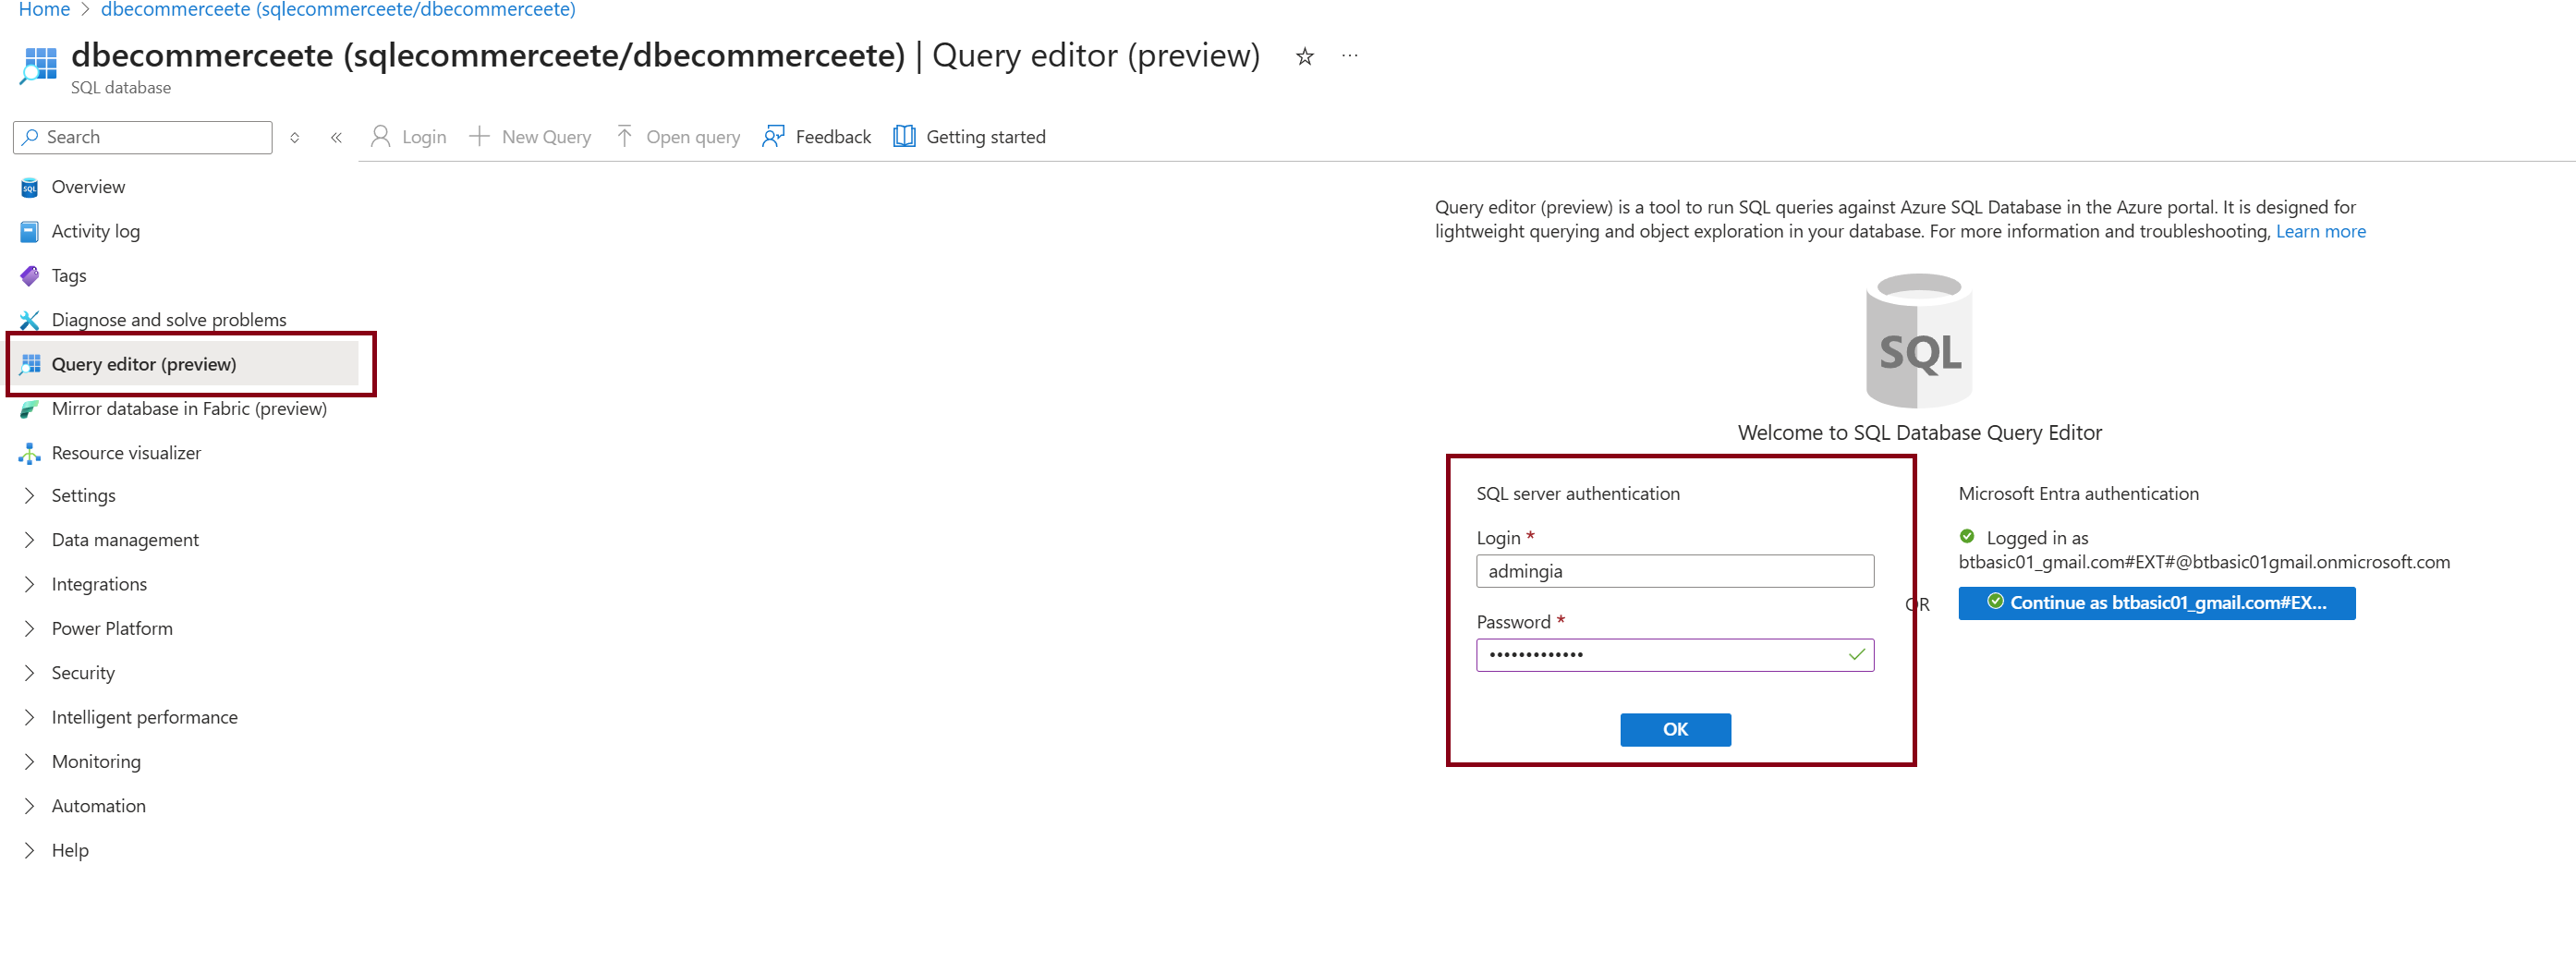 Home > dbecommerceete (sqlecommerceete/dbecommerceete)
dbecommerceete (sqlecommerceete/dbecommerceete) | Query editor (preview)
SQL database
Search
Login
New Query
Open query
Feedback
Getting started
SQL
Overview
Activity log
Tags
Diagnose and solve problems
Query editor (preview)
Mirror database in Fabric (preview)
Resource visualizer
Settings
Data management
Integrations
Power Platform
Security
Intelligent performance
Monitoring
Automation
Help
Query editor (preview) is a tool to run SQL queries against Azure SQL Database in the Azure portal. It is designed for
lightweight querying and object exploration in your database. For more information and troubleshooting, Learn more
SQL
Welcome to SQL Database Query Editor
SQL server authentication
Login *
admingia
Password *
•••••••••••••
OK
OR
Microsoft Entra authentication
Logged in as
btbasic01_gmail.com#EXT#@btbasic01gmail.onmicrosoft.com
Continue as btbasic01_gmail.com#EX...